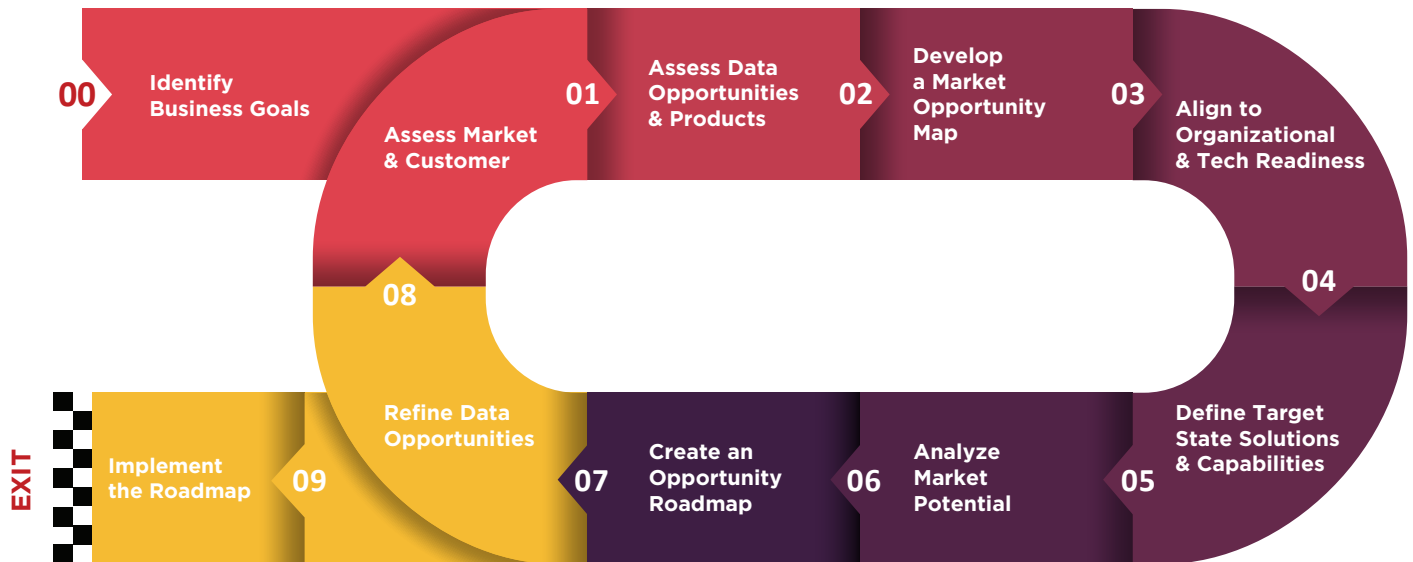 00
Identify
Business Goals
Assess Market
& Customer
01
Assess Data
Opportunities
& Products
02
Develop
a Market
Opportunity
Map
03
Align to
Organizational
& Tech Readiness
04
Define Target
State Solutions
& Capabilities
05
Analyze
Market
Potential
06
Create an
Opportunity
Roadmap
07
Refine Data
Opportunities
08
09
Implement
the Roadmap
EXIT